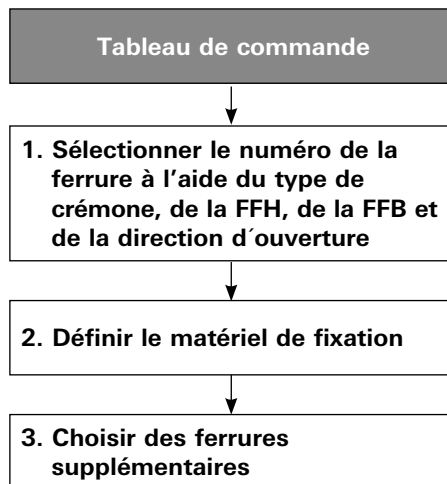 Tableau de commande
1. Sélectionner le numéro de la
ferrure à l'aide du type de
crémone, de la FFH, de la FFB et
de la direction d´ouverture
2. Définir le matériel de fixation
3. Choisir des ferrures
supplémentaires